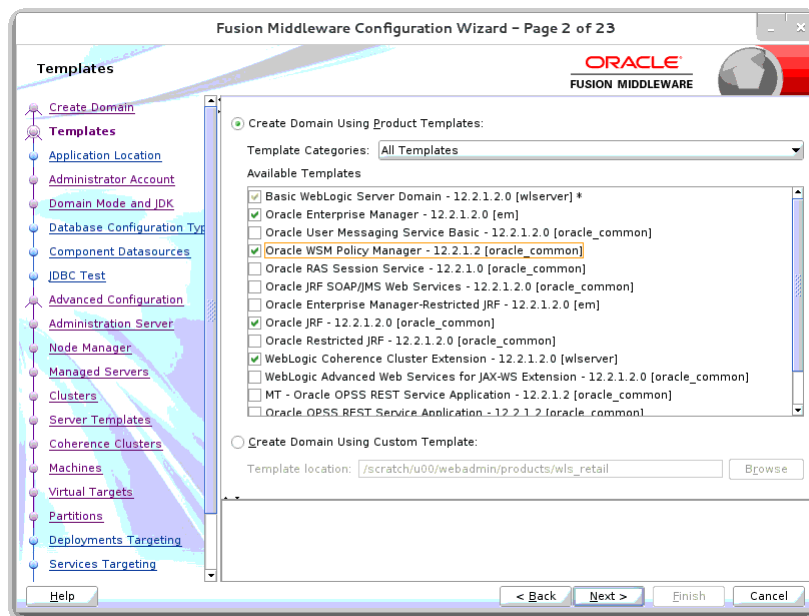 Fusion Middleware Configuration Wizard - Page 2 of 23
Templates
ORACLE
FUSION MIDDLEWARE
Create Domain
Templates
Application Location
Administrator Account
Domain Mode and JDK
Database Configuration Typ
Component Datasources
JDBC Test
Advanced Configuration
Administration Server
Node Manager
Managed Servers
Clusters
Server Templates
Coherence Clusters
Machines
Virtual Targets
Partitions
Deployments Targeting
Services Targeting
Create Domain Using Product Templates:
Template Categories: All Templates
Available Templates
Basic WebLogic Server Domain - 12.2.1.2.0 [wlserver] *
Oracle Enterprise Manager - 12.2.1.2.0 [em]
Oracle User Messaging Service Basic - 12.2.1.2.0 [oracle_common]
Oracle WSM Policy Manager - 12.2.1.2 [oracle_common]
Oracle RAS Session Service - 12.2.1.0 [oracle_common]
Oracle JRF SOAP/JMS Web Services - 12.2.1.2.0 [oracle_common]
Oracle Enterprise Manager-Restricted JRF - 12.2.1.2.0 [em]
Oracle JRF - 12.2.1.2.0 [oracle_common]
Oracle Restricted JRF - 12.2.1.2.0 [oracle_common]
WebLogic Coherence Cluster Extension - 12.2.1.2.0 [wlserver]
WebLogic Advanced Web Services for JAX-WS Extension - 12.2.1.2.0 [oracle_common]
MT - Oracle OPSS REST Service Application - 12.2.1.2 [oracle_common]
Oracle OPSS REST Service Application - 12.2.1.2 [oracle_common]
Create Domain Using Custom Template:
Template location: /scratch/u00/webadmin/products/wls_retail
Browse
Help
< Back
Next >
Finish
Cancel